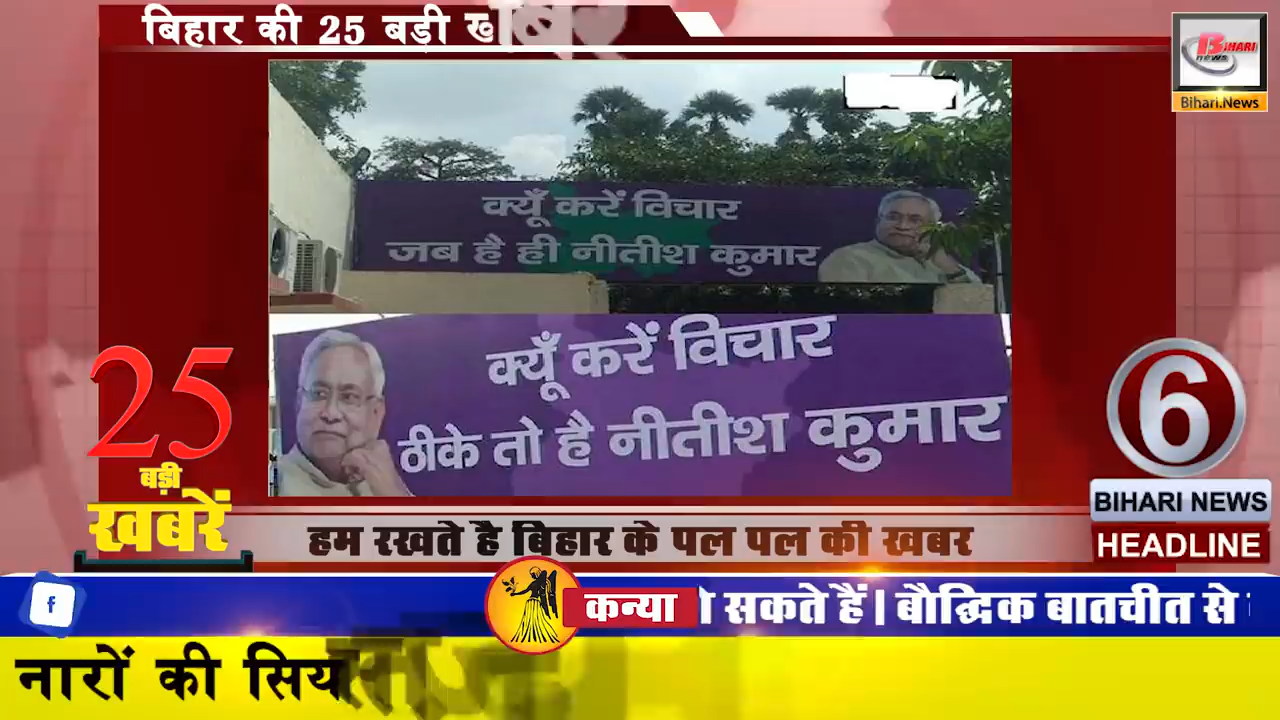 बिहार की 25 बड़ी
BIHARI
news
Bihari.News
क्यूँ करें विचार
जब है ही नीतीश कुमार
क्यूँ करें विचार
ठीके तो है नीतीश कुमार
25
बड़ी
खबरें
6
BIHARI NEWS
HEADLINE
हम रखते है बिहार के पल पल की खबर
f
कन्या
सकते हैं। बौद्धिक बातचीत से
नारों की